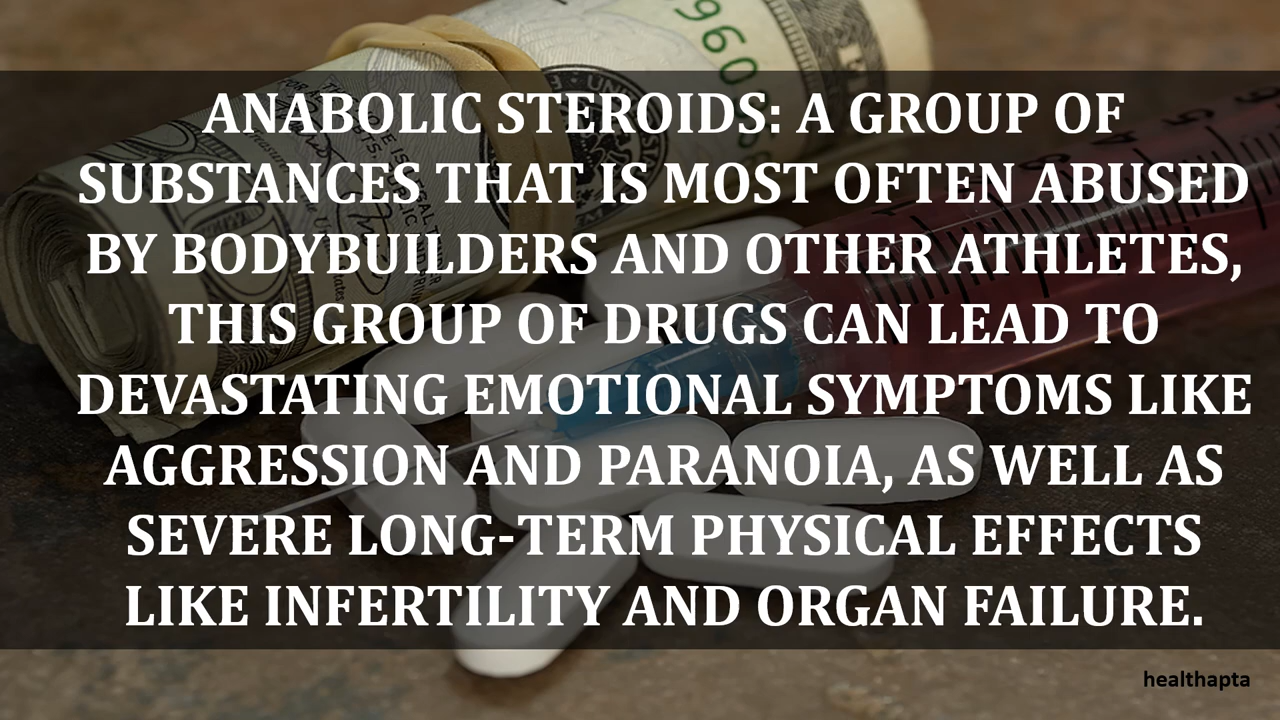 ANABOLIC STEROIDS: A GROUP OF
SUBSTANCES THAT IS MOST OFTEN ABUSED
BY BODYBUILDERS AND OTHER ATHLETES,
THIS GROUP OF DRUGS CAN LEAD TO
DEVASTATING EMOTIONAL SYMPTOMS LIKE
AGGRESSION AND PARANOIA, AS WELL AS
SEVERE LONG-TERM PHYSICAL EFFECTS
LIKE INFERTILITY AND ORGAN FAILURE.
healthapta